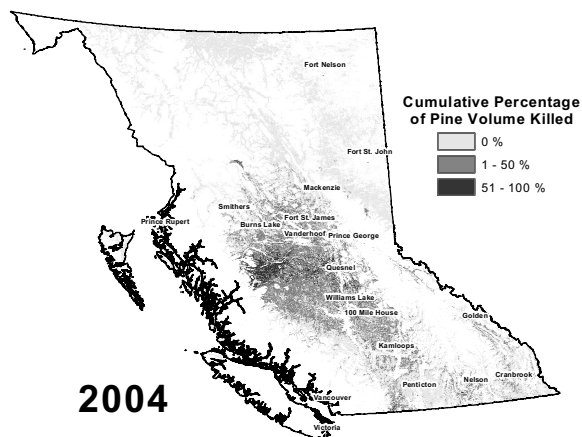 Fort Nelson
Cumulative Percentage
of Pine Volume Killed
0 %
1 - 50 %
51 - 100 %
Fort St. John
Mackenzie
Smithers
Prince Rupert
Fort St. James
Burns Lake
Vanderhoof
Prince George
Quesnel
Williams Lake
100 Mile House
Golden
Kamloops
Cranbrook
Nelson
Penticton
2004
Vancouver
Victoria